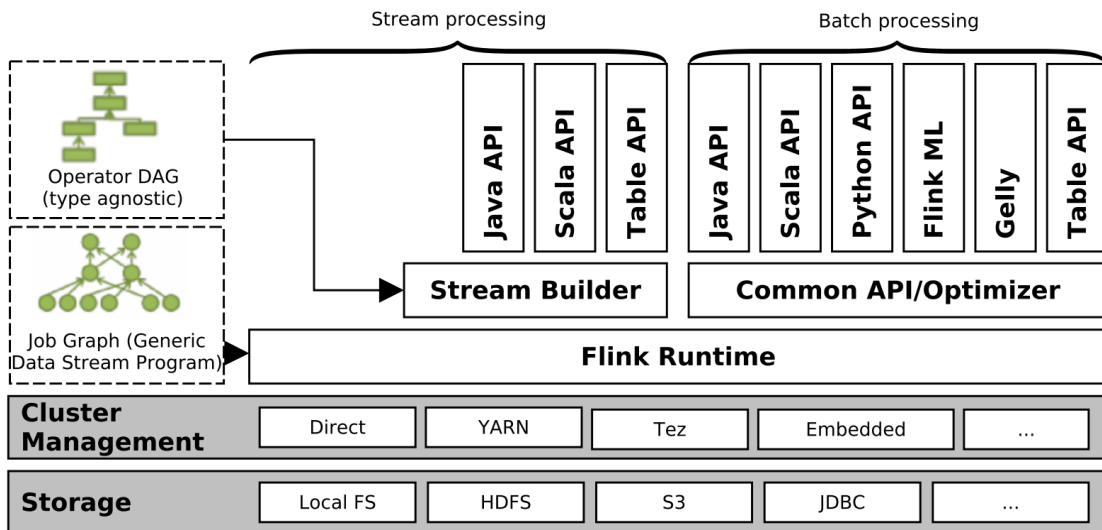 Stream processing
Batch processing
Operator DAG
(type agnostic)
Java API
Scala API
Table API
Java API
Scala API
Python API
Flink ML
Gelly
Table API
Stream Builder
Common API/Optimizer
Job Graph (Generic
Data Stream Program)
Flink Runtime
Cluster
Management
Direct
YARN
Tez
Embedded
...
Storage
Local FS
HDFS
S3
JDBC
...